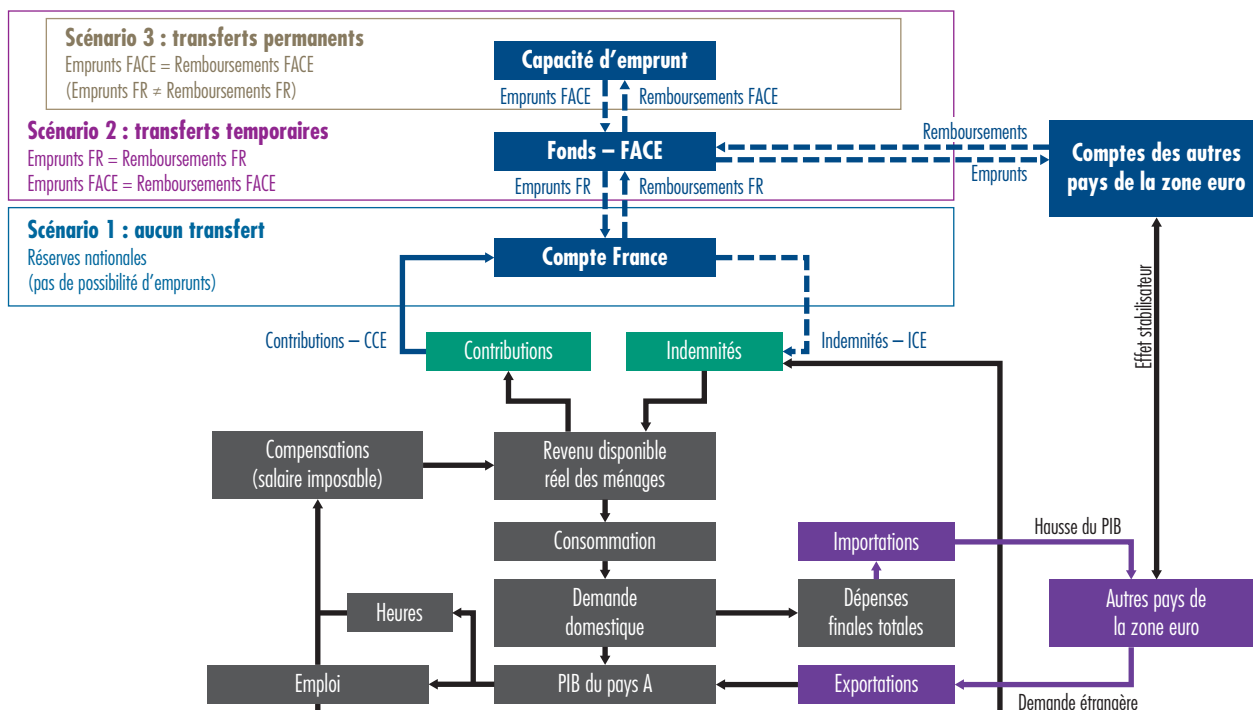 Scénario 3 : transferts permanents
Emprunts FACE = Remboursements FACE
(Emprunts FR ≠ Remboursements FR)
Capacité d’emprunt
Emprunts FACE
Remboursements FACE
Scénario 2 : transferts temporaires
Emprunts FR = Remboursements FR
Emprunts FACE = Remboursements FACE
Fonds – FACE
Remboursements
Emprunts
Comptes des autres
pays de la zone euro
Emprunts FR
Remboursements FR
Scénario 1 : aucun transfert
Réserves nationales
(pas de possibilité d’emprunts)
Compte France
Contributions – CCE
Contributions
Indemnités
Indemnités – ICE
Effet stabilisateur
Compensations
(salaire imposable)
Revenu disponible
réel des ménages
Consommation
Importations
Hausse du PIB
Heures
Demande
domestique
Dépenses
finales totales
Autres pays de
la zone euro
Emploi
PIB du pays A
Exportations
Demande étrangère